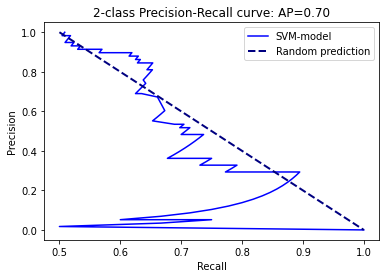 2-class Precision-Recall curve: AP=0.70
SVM-model
Random prediction
Precision
1.0
0.8
0.6
0.4
0.2
0.0
0.5 0.6 0.7 0.8 0.9 1.0
Recall